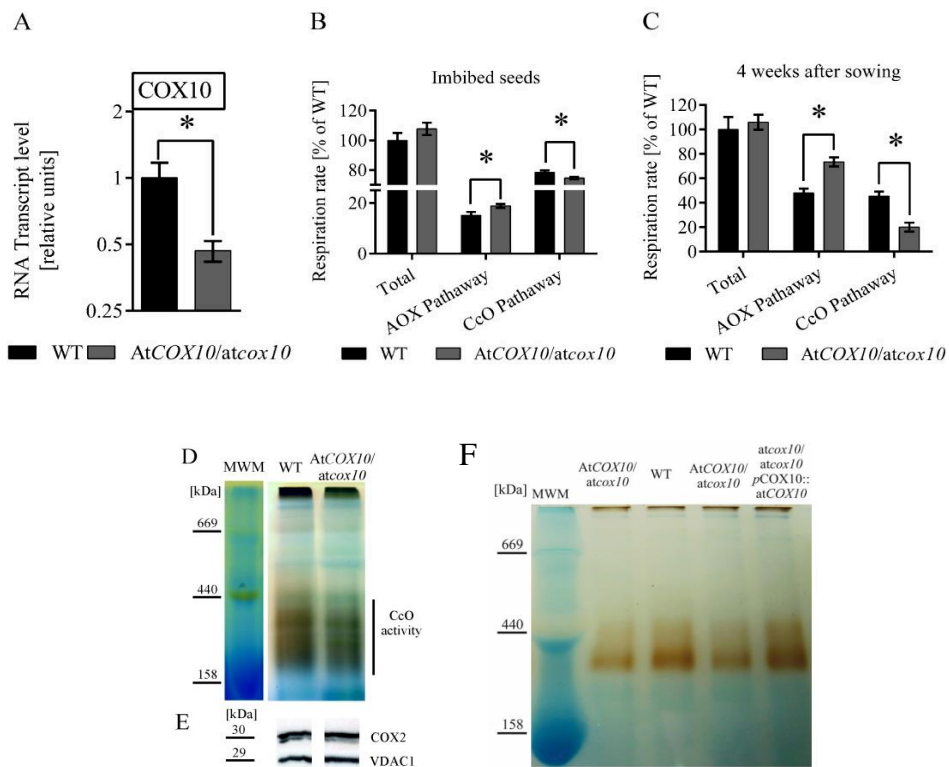 A
COX10
RNA Transcript level
[relative units]
2
1
0.5
0.25
*
WT AtCOX10/atcox10
B
Imbibed seeds
Respiration rate [% of WT]
120
100
80
20
0
*
*
Total
AOX Pathaway
CcO Pathaway
WT AtCOX10/atcox10
C
4 weeks after sowing
Respiration rate [% of WT]
120
100
80
60
40
20
0
*
*
Total
AOX Pathaway
CcO Pathaway
WT AtCOX10/atcox10
D
MWM
WT
AtCOX10/
atcox10
[kDa]
669
440
158
CcO
activity
E
[kDa]
30
29
COX2
VDAC1
F
[kDa]
MWM
AtCOX10/
atcox10
WT
AtCOX10/
atcox10
atcox10/
atcox10
pCOX10::
atCOX10
669
440
158